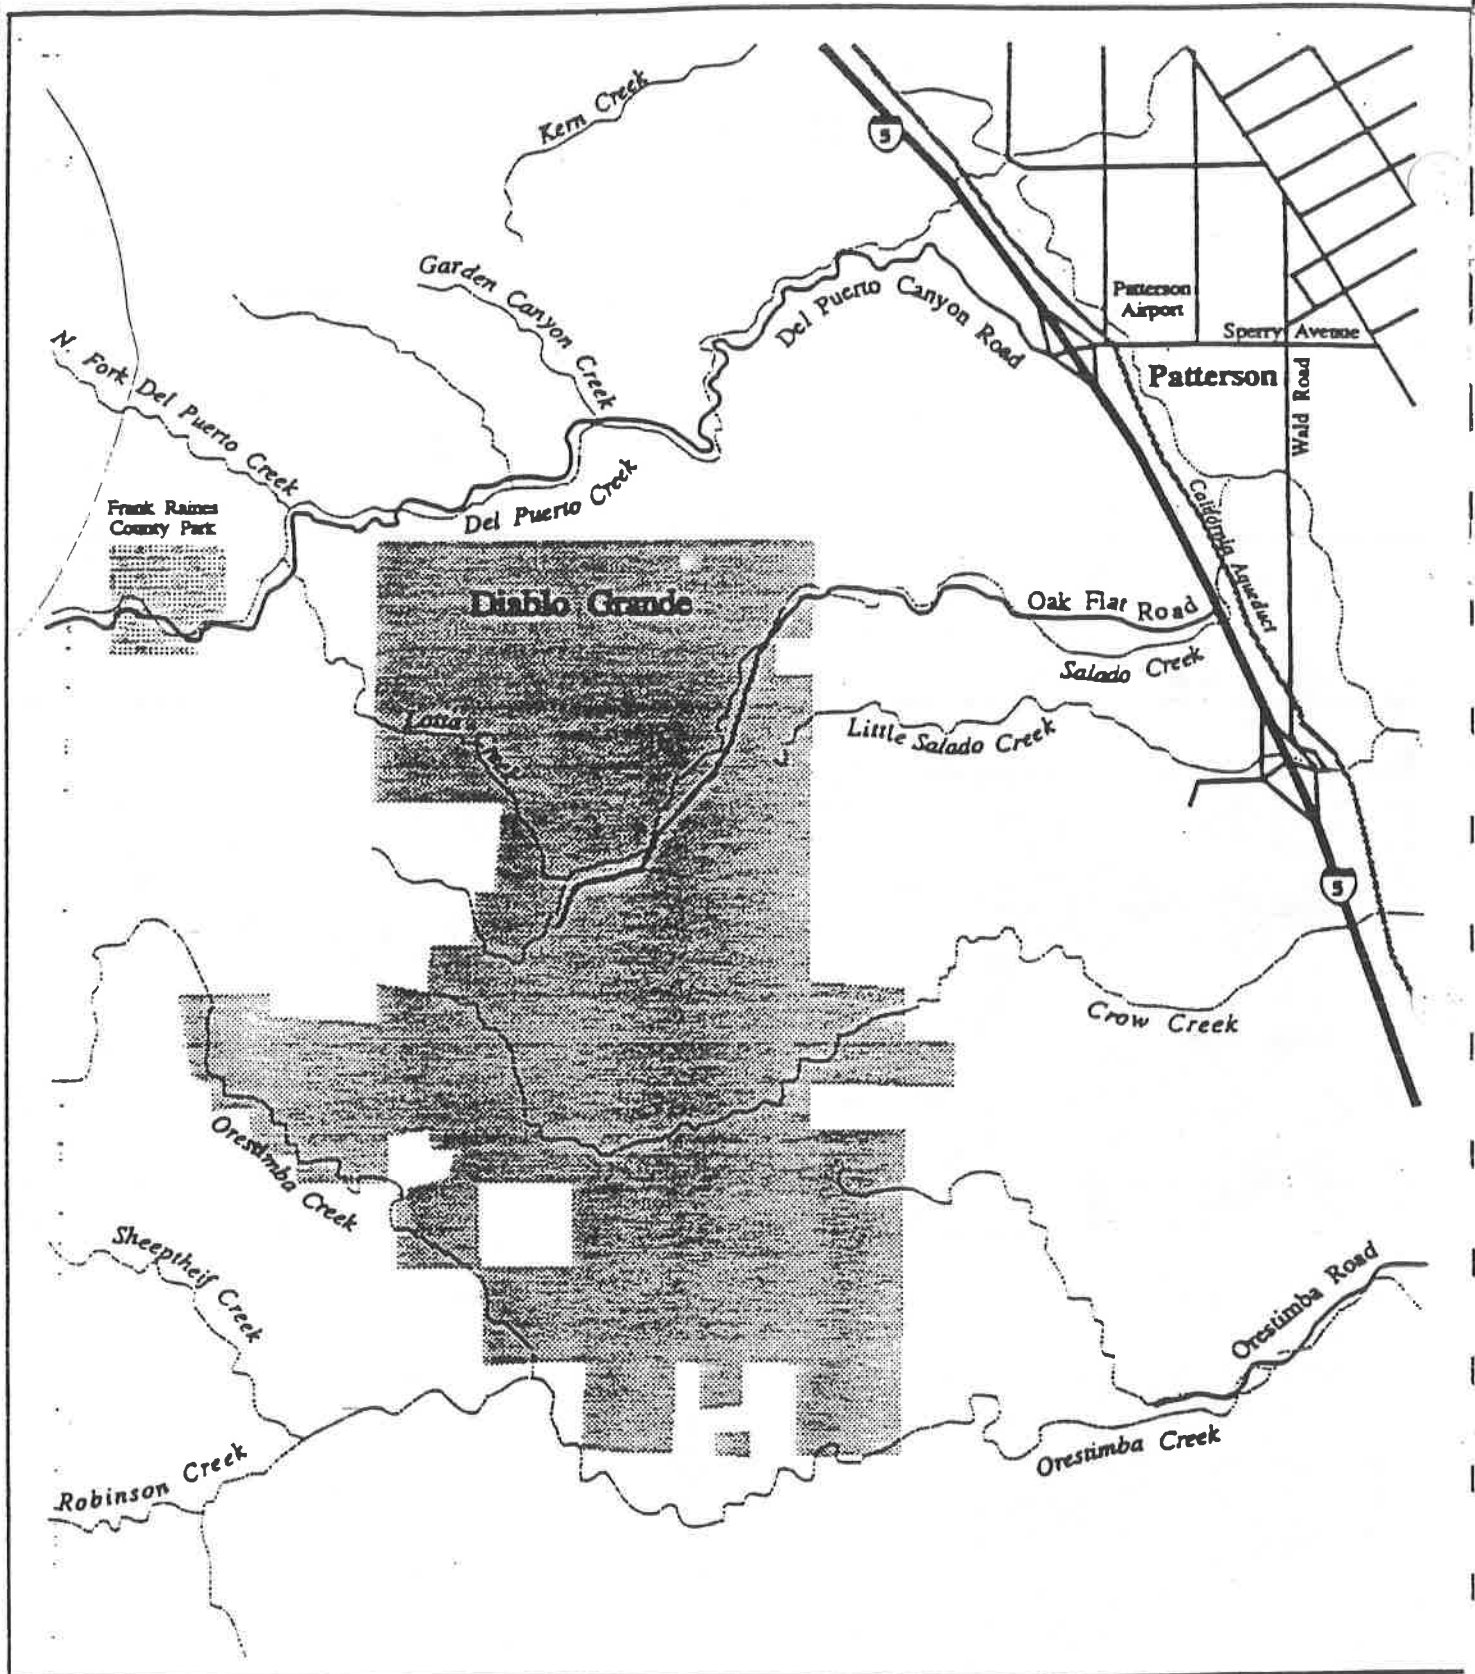 Kern Creek
5
Garden Canyon Creek
Del Puerto Canyon Road
Patterson
Airport
Sperry Avenue
N. Fork Del Puerto Creek
Patterson
Wald Road
Frank Raines
County Park
Del Puerto Creek
California Aqueduct
Diablo Grande
Oak Flat Road
Salado Creek
Little Salado Creek
5
Crow Creek
Orestimba Creek
Sheeptheif Creek
Orestimba Road
Robinson Creek
Orestimba Creek